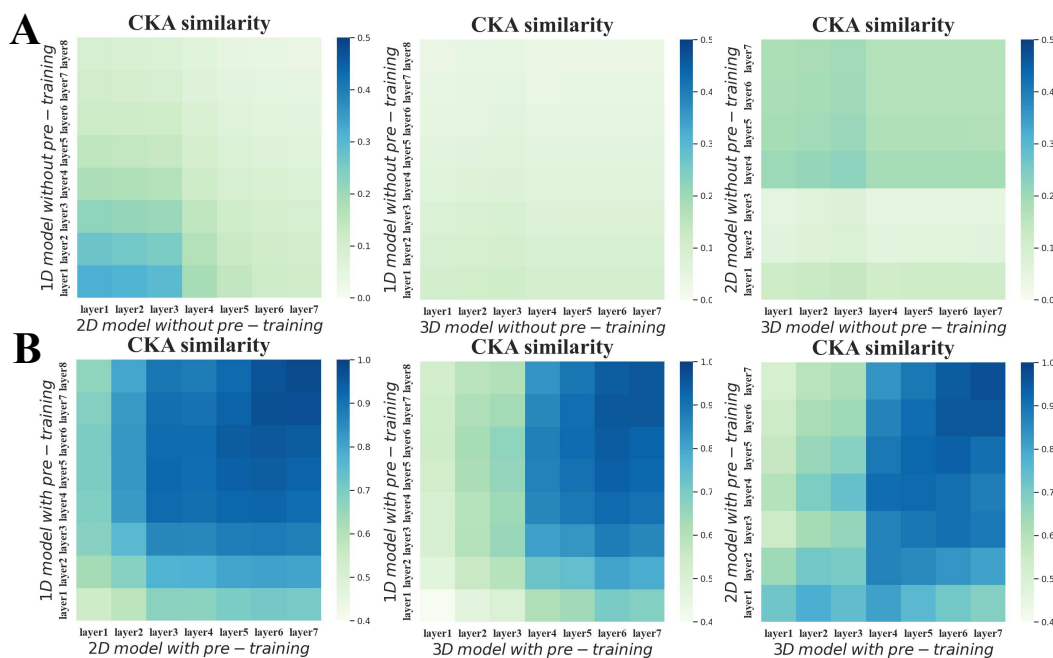 A
CKA similarity
1D model without pre − training
layer8
layer7
layer6
layer5
layer4
layer3
layer2
layer1
layer1 layer2 layer3 layer4 layer5 layer6 layer7
2D model without pre − training
0.5
0.4
0.3
0.2
0.1
0.0
CKA similarity
1D model without pre − training
layer8
layer7
layer6
layer5
layer4
layer3
layer2
layer1
layer1 layer2 layer3 layer4 layer5 layer6 layer7
3D model without pre − training
0.5
0.4
0.3
0.2
0.1
0.0
CKA similarity
2D model without pre − training
layer7
layer6
layer5
layer4
layer3
layer2
layer1
layer1 layer2 layer3 layer4 layer5 layer6 layer7
3D model without pre − training
0.5
0.4
0.3
0.2
0.1
0.0
B
CKA similarity
1D model with pre − training
layer8
layer7
layer6
layer5
layer4
layer3
layer2
layer1
layer1 layer2 layer3 layer4 layer5 layer6 layer7
2D model with pre − training
1.0
0.9
0.8
0.7
0.6
0.5
0.4
CKA similarity
1D model with pre − training
layer8
layer7
layer6
layer5
layer4
layer3
layer2
layer1
layer1 layer2 layer3 layer4 layer5 layer6 layer7
3D model with pre − training
1.0
0.9
0.8
0.7
0.6
0.5
0.4
CKA similarity
2D model with pre − training
layer7
layer6
layer5
layer4
layer3
layer2
layer1
layer1 layer2 layer3 layer4 layer5 layer6 layer7
3D model with pre − training
1.0
0.9
0.8
0.7
0.6
0.5
0.4